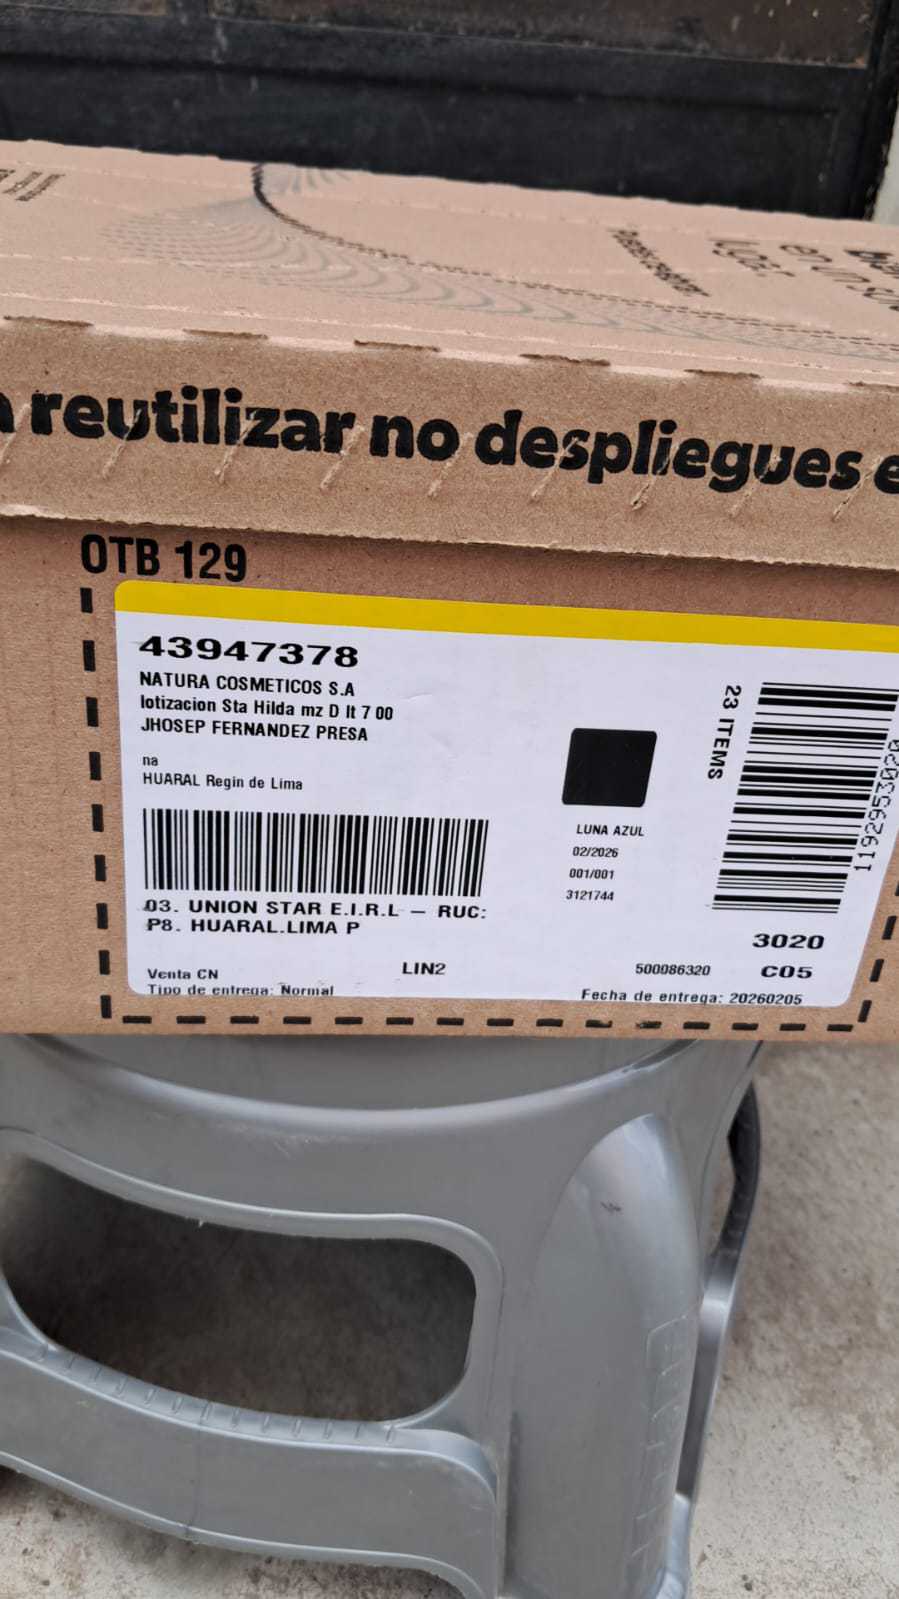 lugar.
reutilizar no despliegues e
OTB 129
43947378
NATURA COSMETICOS S.A
lotizacion Sta Hilda mz D lt 7 00
JHOSEP FERNANDEZ PRESA
na
HUARAL Regin de Lima
23 ITEMS
LUNA AZUL
02/2026
001/001
3121744
03. UNION STAR E.I.R.L – RUC:
P8. HUARAL.LIMA P
3020
Venta CN
LIN2
500086320
C05
Tipo de entrega: Normal
Fecha de entrega: 20260205